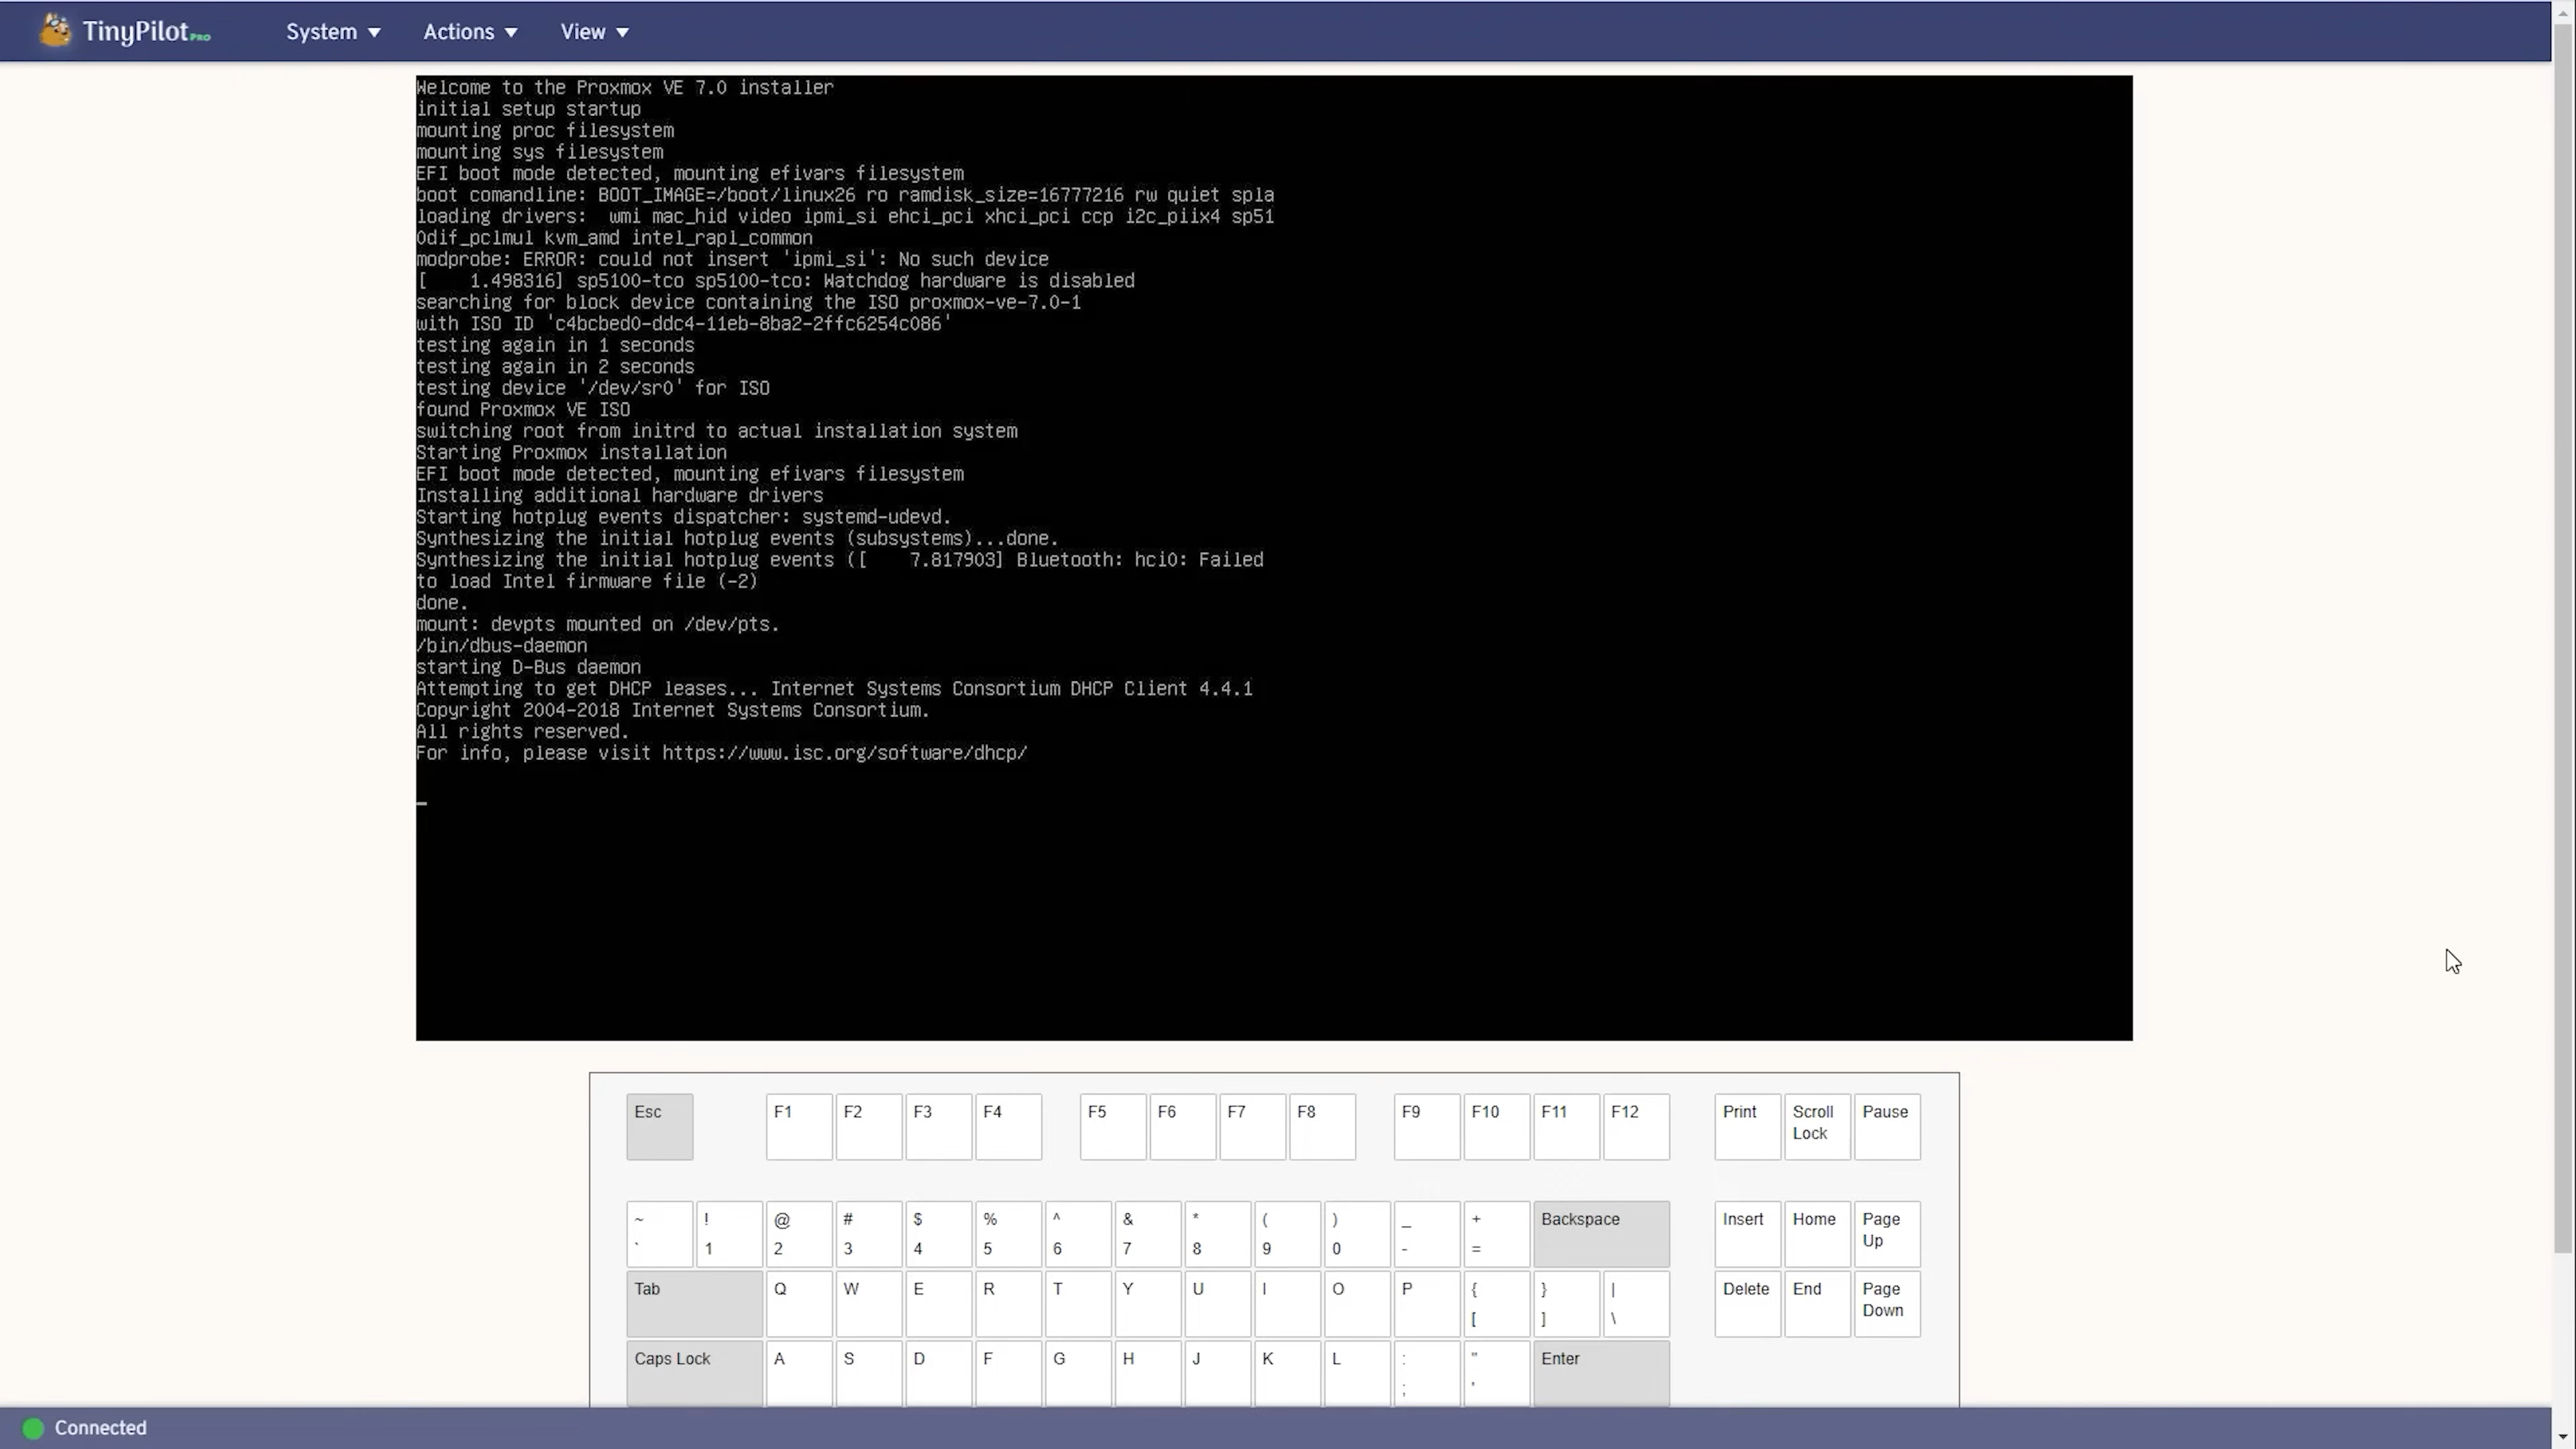 TinyPilot PRO
System ▼ Actions ▼ View ▼
Welcome to the Proxmox VE 7.0 installer
initial setup startup
mounting proc filesystem
mounting sys filesystem
EFI boot mode detected, mounting efivars filesystem
boot comandline: BOOT_IMAGE=/boot/linux26 ro ramdisk_size=16777216 rw quiet spla
loading drivers:  wmi mac_hid video ipmi_si ehci_pci xhci_pci ccp i2c_piix4 sp51
0dif_pclmul kvm_amd intel_rapl_common
modprobe: ERROR: could not insert 'ipmi_si': No such device
[    1.498316] sp5100-tco sp5100-tco: Watchdog hardware is disabled
searching for block device containing the ISO proxmox-ve-7.0-1
with ISO ID 'c4bcbed0-ddc4-11eb-8ba2-2ffc6254c086'
testing again in 1 seconds
testing again in 2 seconds
testing device '/dev/sr0' for ISO
found Proxmox VE ISO
switching root from initrd to actual installation system
Starting Proxmox installation
EFI boot mode detected, mounting efivars filesystem
Installing additional hardware drivers
Starting hotplug events dispatcher: systemd-udevd.
Synthesizing the initial hotplug events (subsystems)...done.
Synthesizing the initial hotplug events ([    7.817903] Bluetooth: hci0: Failed
to load Intel firmware file (-2)
done.
mount: devpts mounted on /dev/pts.
/bin/dbus-daemon
starting D-Bus daemon
Attempting to get DHCP leases... Internet Systems Consortium DHCP Client 4.4.1
Copyright 2004-2018 Internet Systems Consortium.
All rights reserved.
For info, please visit https://www.isc.org/software/dhcp/
_
Esc F1 F2 F3 F4 F5 F6 F7 F8 F9 F10 F11 F12 Print Scroll Pause
Lock
~ ! @ # $ % ^ & * ( ) _ + Backspace Insert Home Page
` 1 2 3 4 5 6 7 8 9 0 - = Up
Tab Q W E R T Y U I O P { } | Delete End Page
[ ] \ Down
Caps Lock A S D F G H J K L : " Enter
; '
Connected